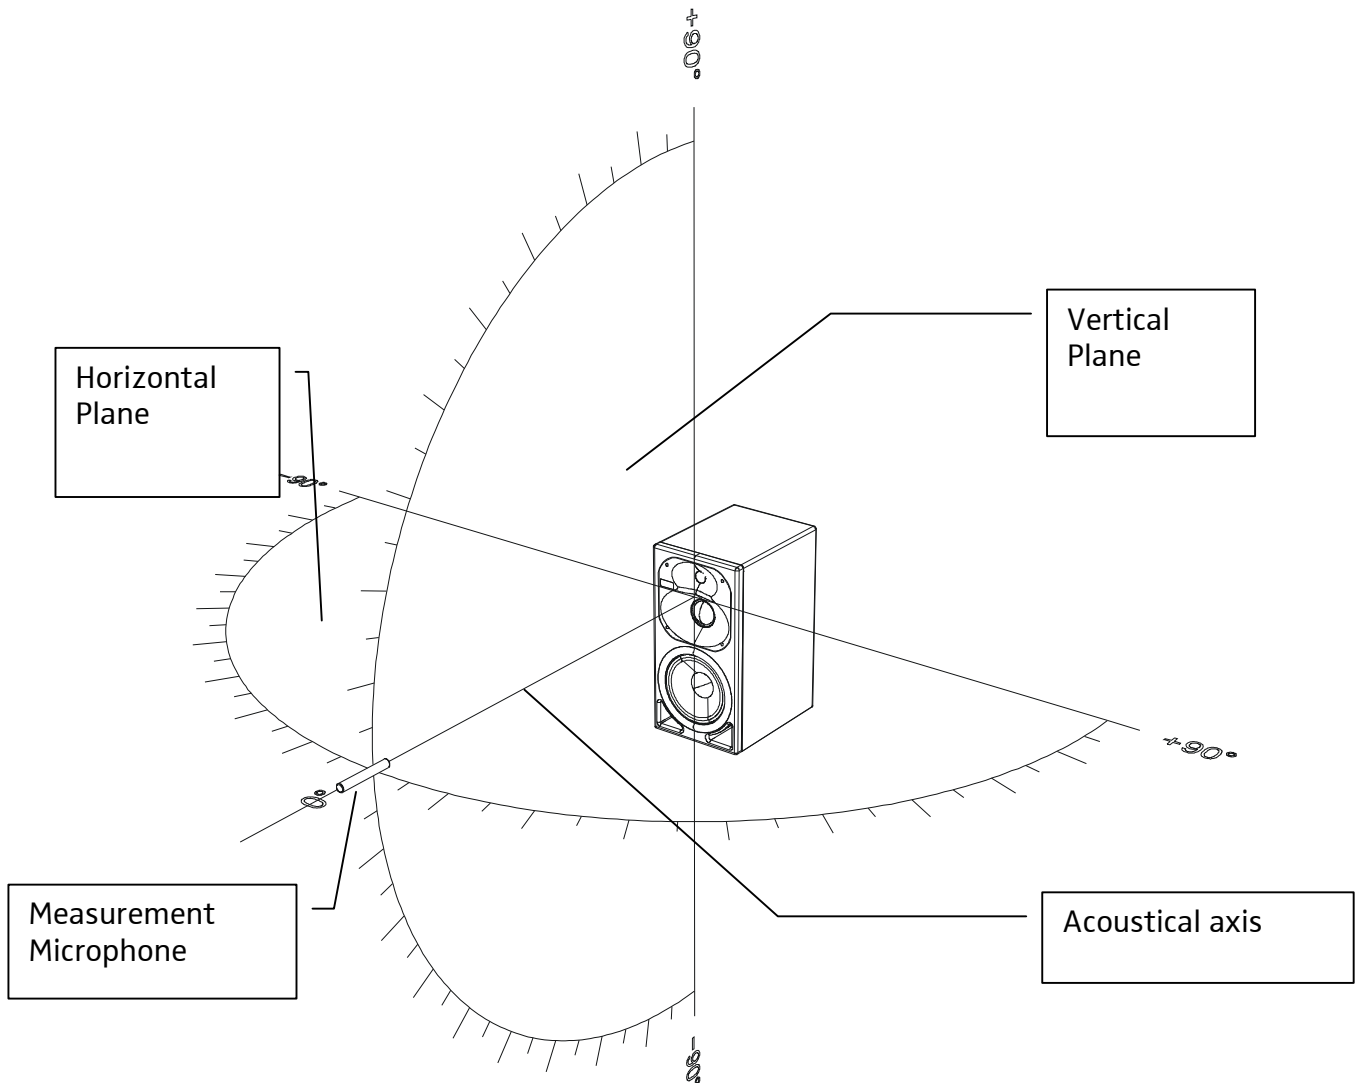 +90°
Vertical
Plane
Horizontal
Plane
-90°
+90°
0°
Measurement
Microphone
Acoustical axis
-90°